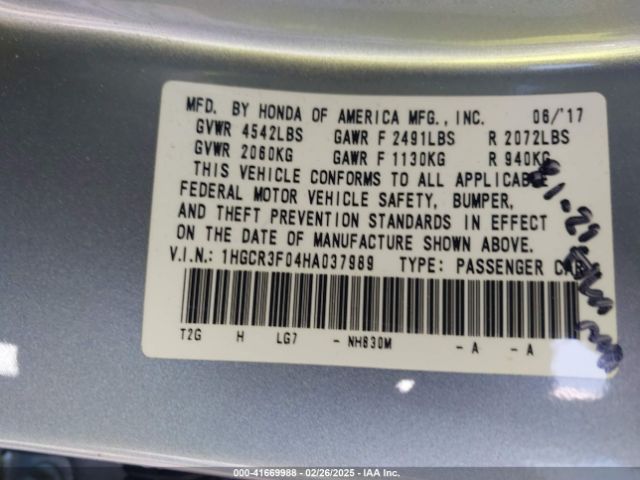 MFD. BY HONDA OF AMERICA MFG., INC. 06/'17
GVWR 4542LBS GAWR F 2491LBS R 2072LBS
GVWR 2060KG GAWR F 1130KG R 940KG
THIS VEHICLE CONFORMS TO ALL APPLICABLE
FEDERAL MOTOR VEHICLE SAFETY, BUMPER,
AND THEFT PREVENTION STANDARDS IN EFFECT
ON THE DATE OF MANUFACTURE SHOWN ABOVE.
V.I.N.: 1HGCR3F04HA037989 TYPE: PASSENGER CAR
T2G H LG7 - NH830M - A - A
000-41669988 - 02/26/2025 - IAA Inc.